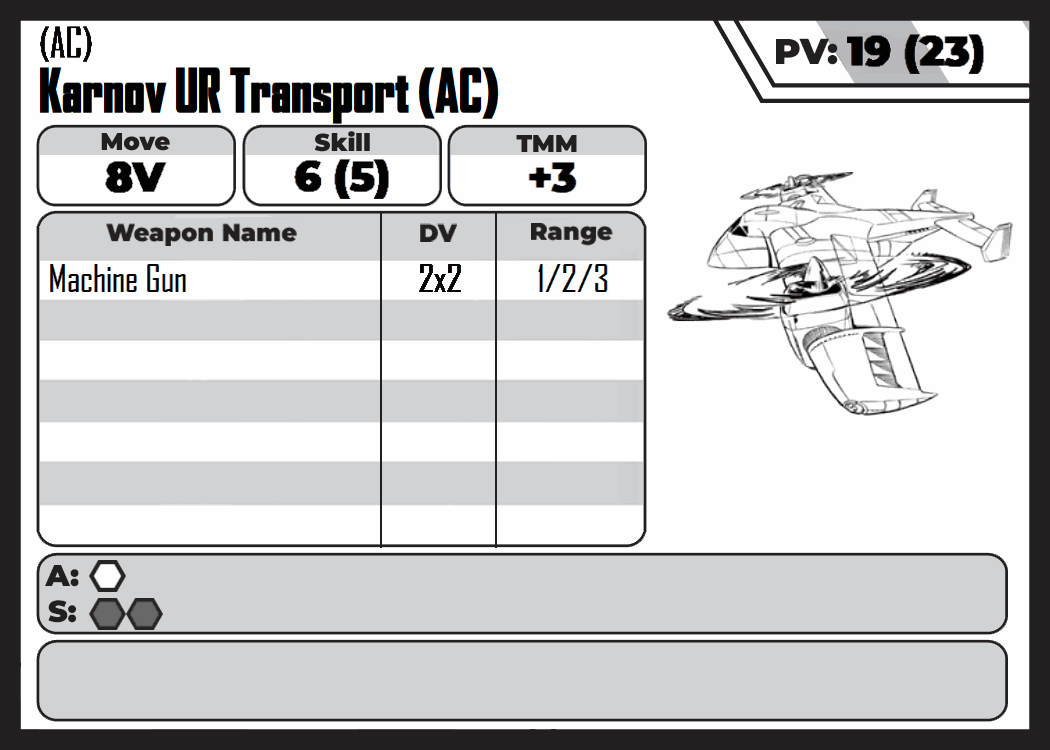 (AC)
Karnov UR Transport (AC)
PV: 19 (23)
Move Skill TMM
8V 6 (5) +3
Weapon Name DV Range
Machine Gun 2x2 1/2/3
A:
S: